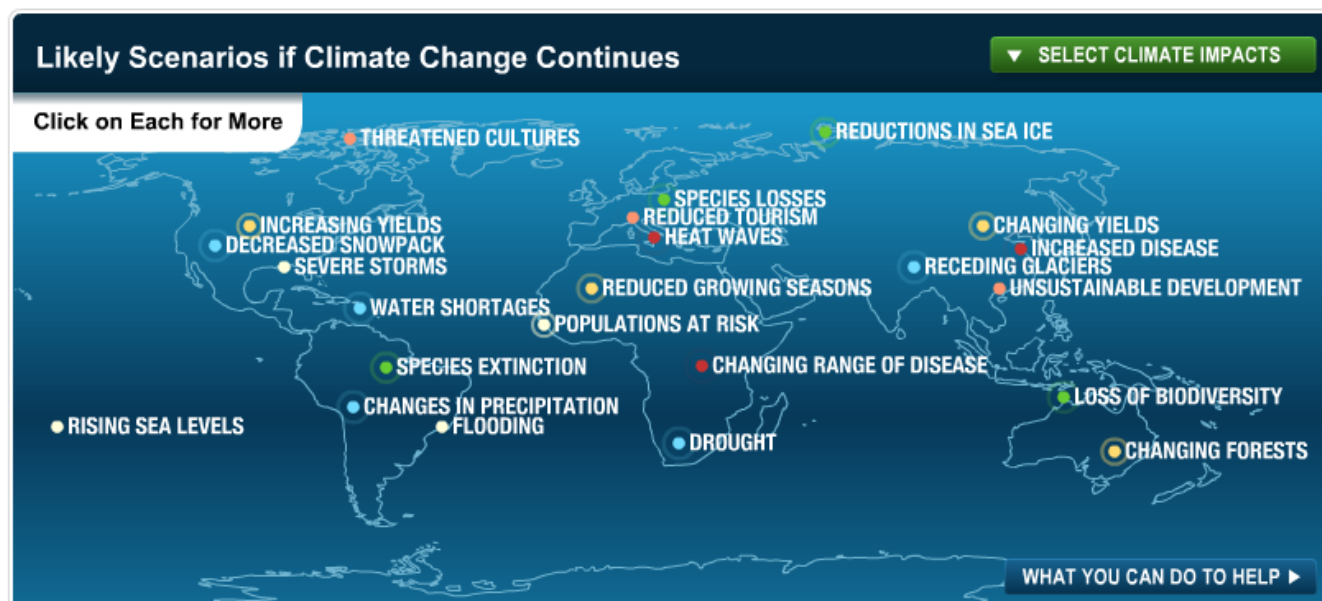 Likely Scenarios if Climate Change Continues
▼ SELECT CLIMATE IMPACTS
Click on Each for More
THREATENED CULTURES
REDUCTIONS IN SEA ICE
SPECIES LOSSES
REDUCED TOURISM
INCREASING YIELDS
CHANGING YIELDS
HEAT WAVES
DECREASED SNOWPACK
INCREASED DISEASE
SEVERE STORMS
RECEDING GLACIERS
REDUCED GROWING SEASONS
UNSUSTAINABLE DEVELOPMENT
WATER SHORTAGES
POPULATIONS AT RISK
SPECIES EXTINCTION
CHANGING RANGE OF DISEASE
LOSS OF BIODIVERSITY
CHANGES IN PRECIPITATION
RISING SEA LEVELS
FLOODING
DROUGHT
CHANGING FORESTS
WHAT YOU CAN DO TO HELP ▶